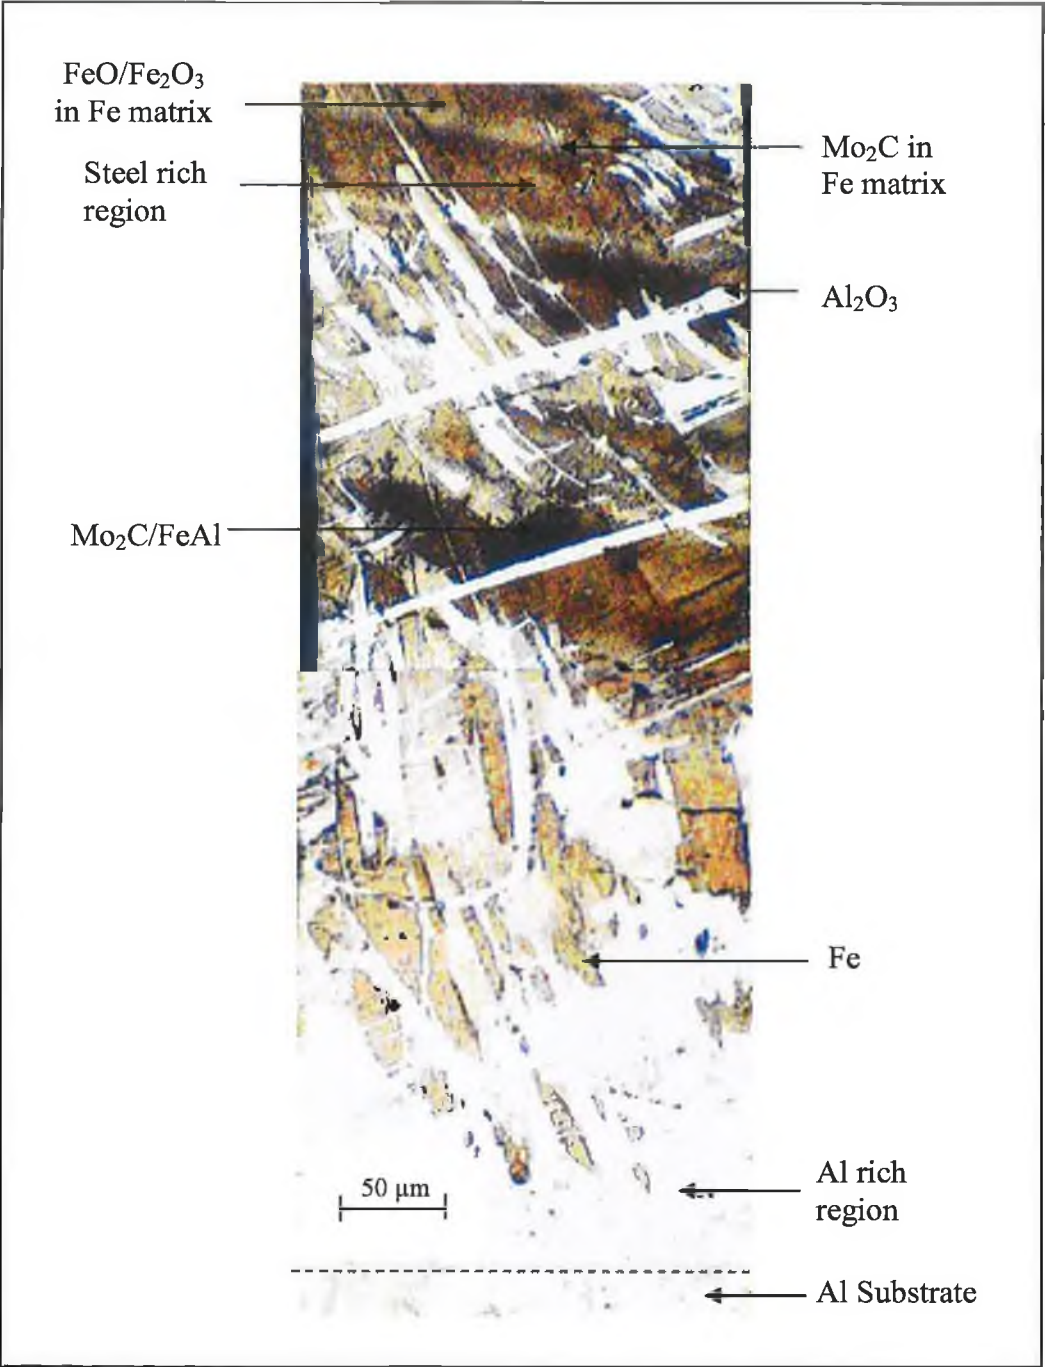 FeO/Fe₂O₃
in Fe matrix
Mo₂C in
Fe matrix
Steel rich
region
Al₂O₃
Mo₂C/FeAl
Fe
Al rich
region
50 µm
Al Substrate